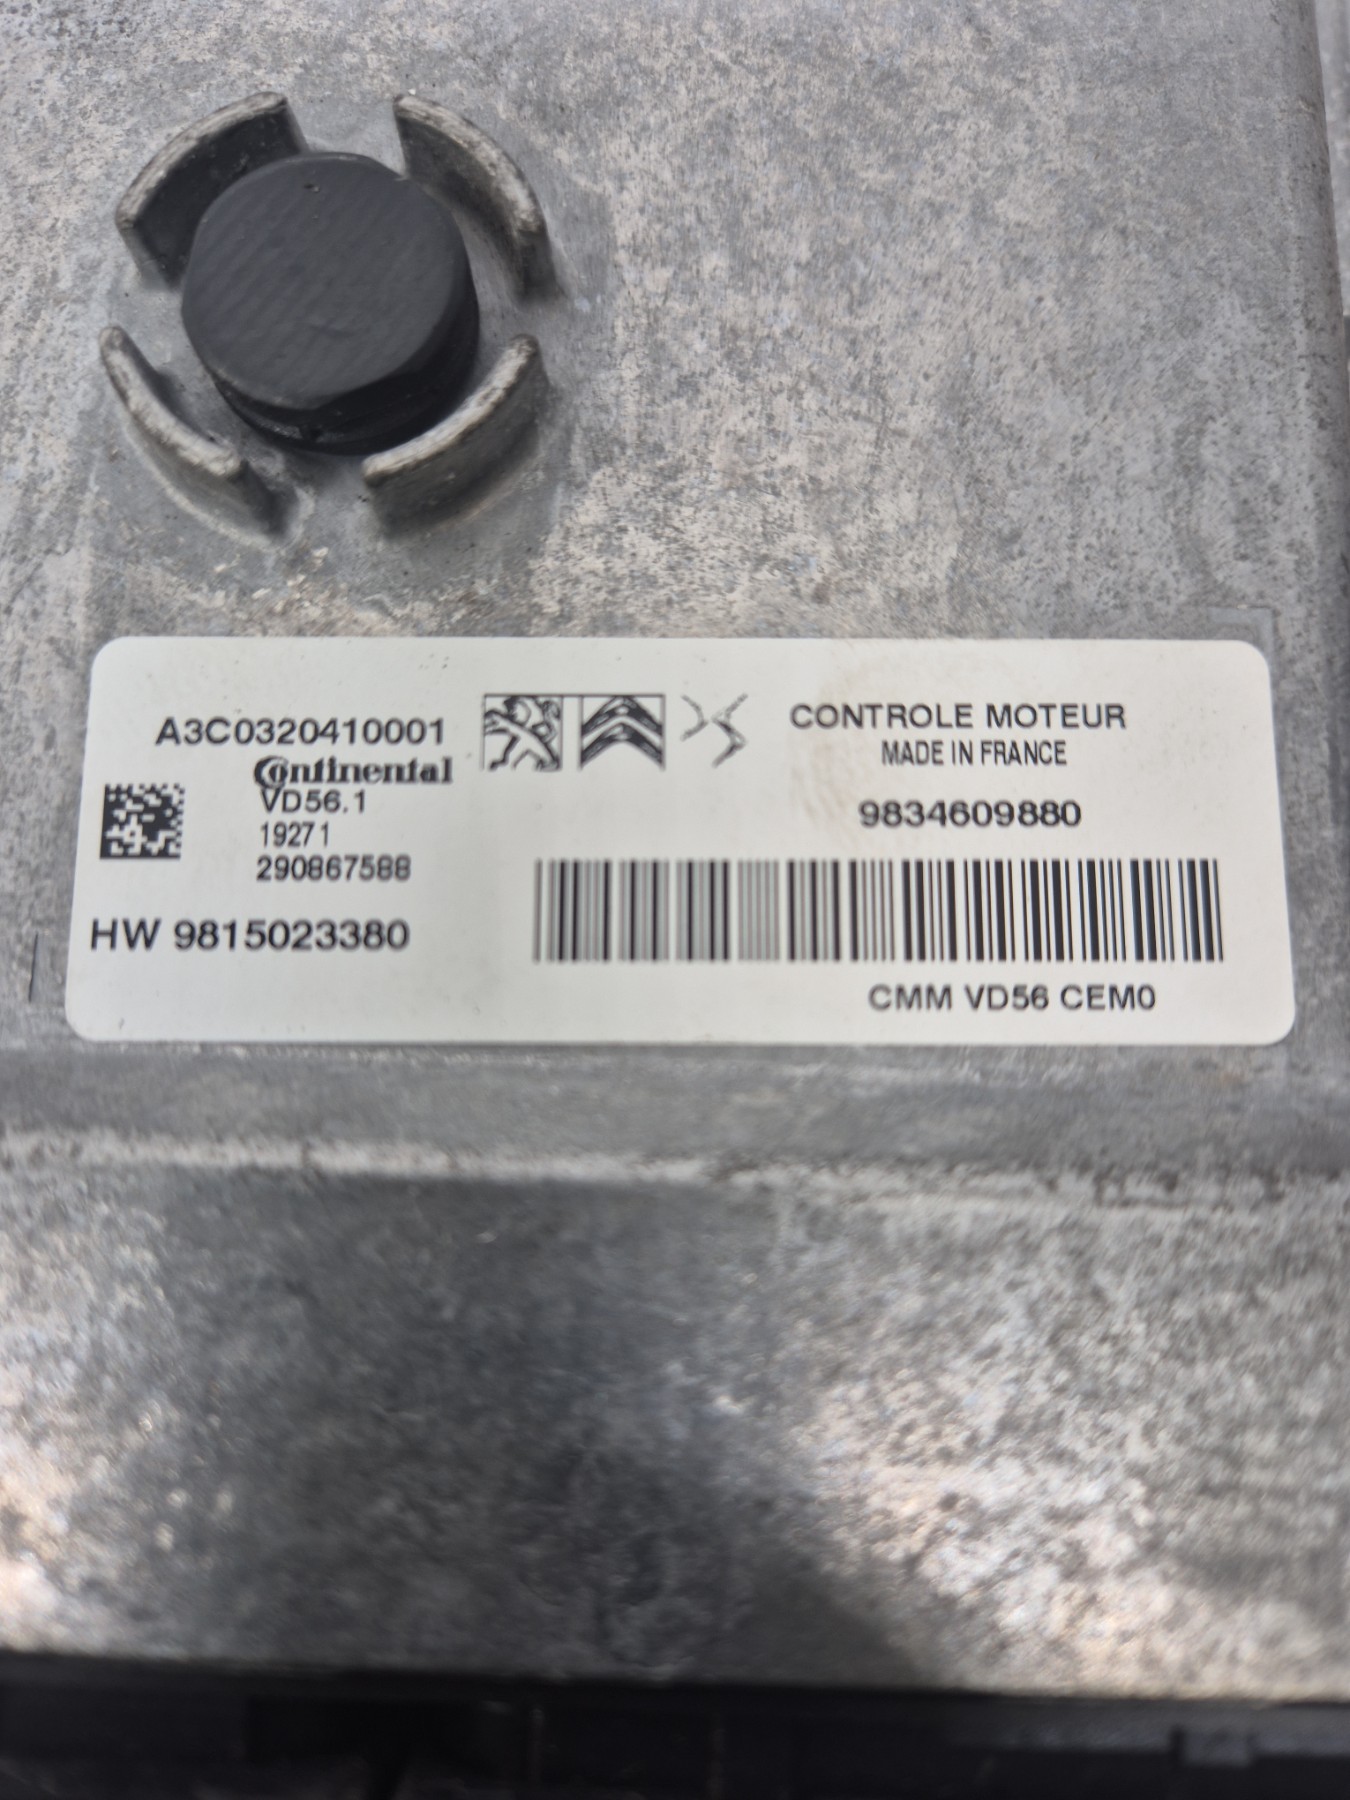 A3C0320410001
Continental
VD56.1
19271
290867588
HW 9815023380
CONTROLE MOTEUR
MADE IN FRANCE
9834609880
CMM VD56 CEM0